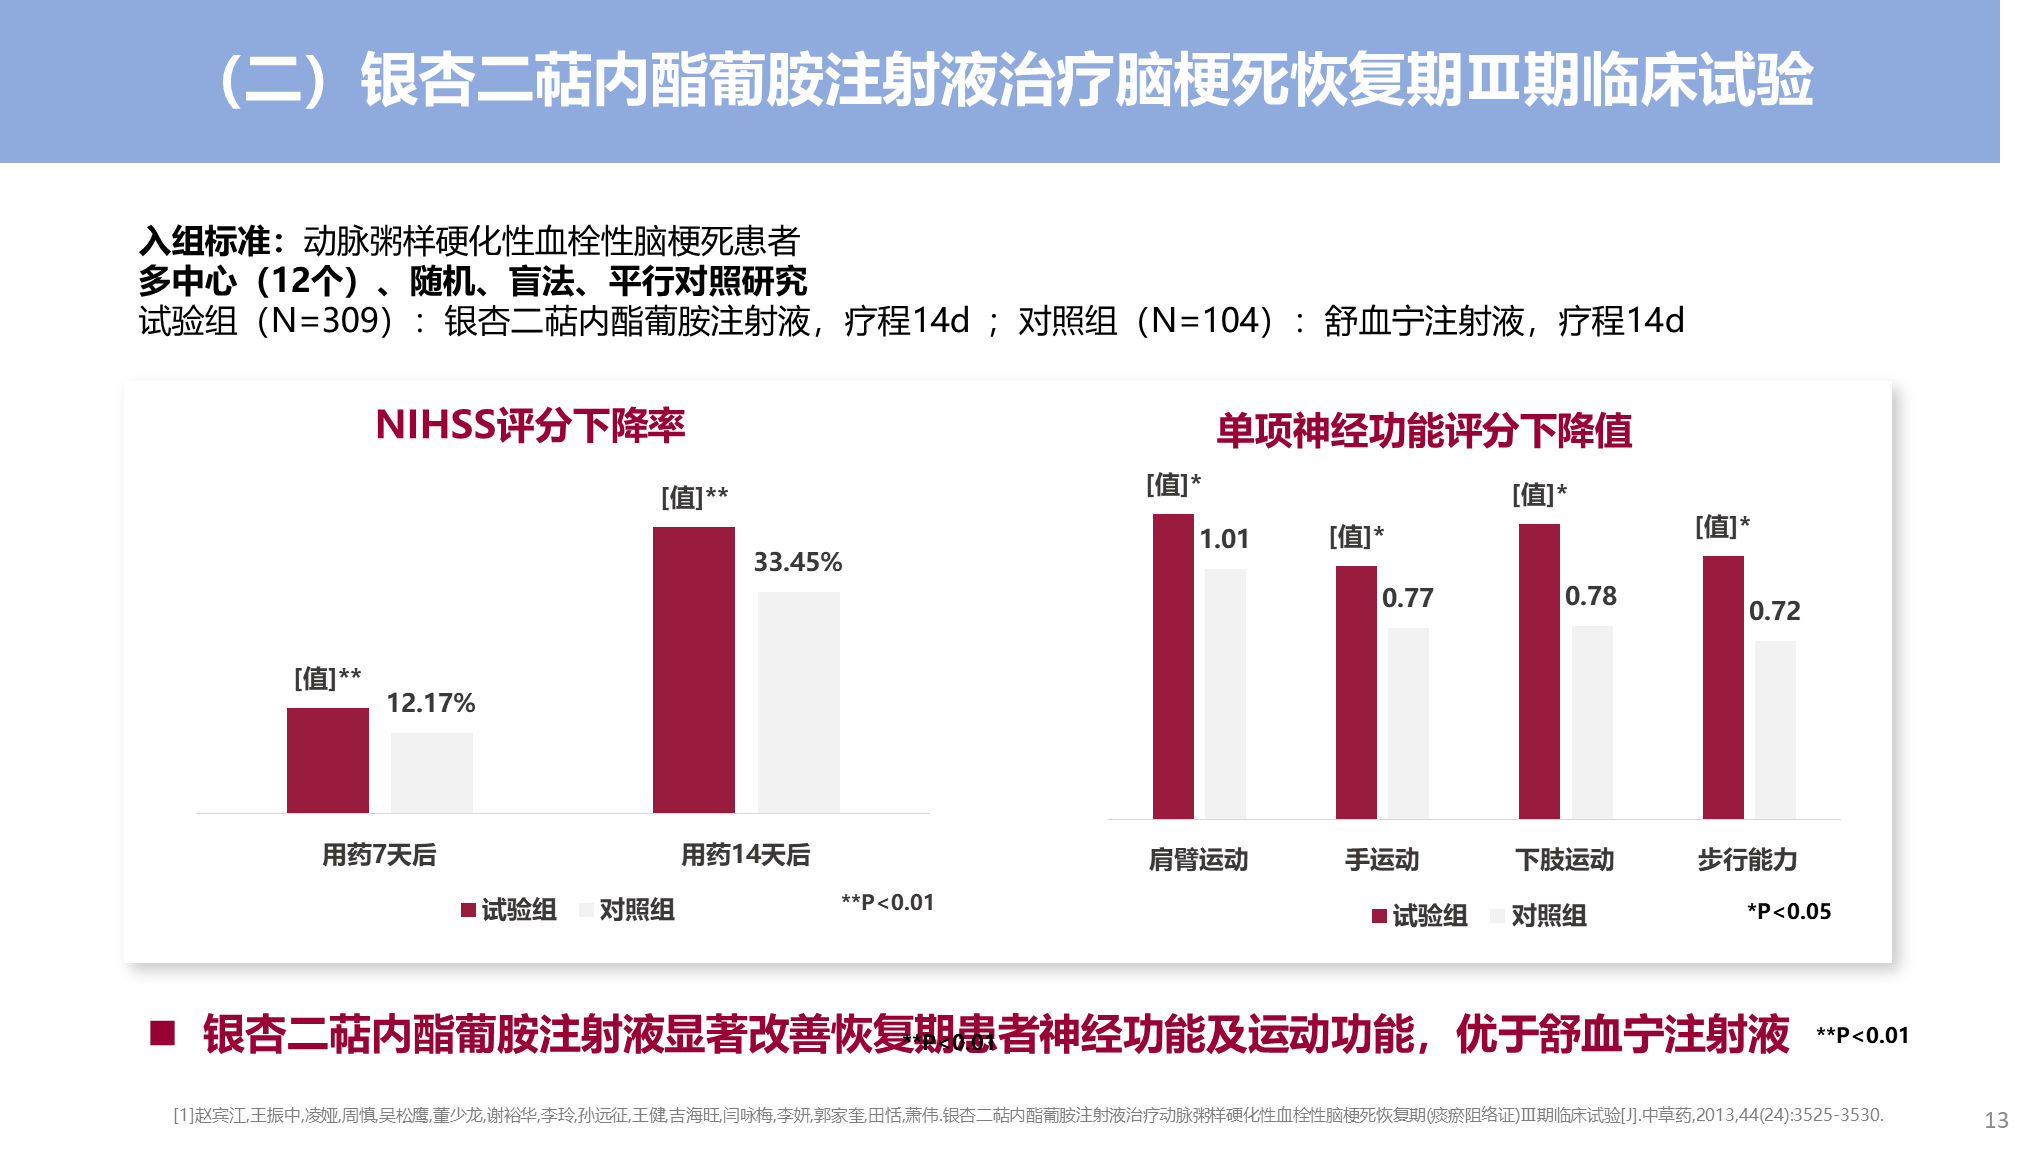 （二）银杏二萜内酯葡胺注射液治疗脑梗死恢复期Ⅲ期临床试验
入组标准：动脉粥样硬化性血栓性脑梗死患者
多中心（12个）、随机、盲法、平行对照研究
试验组（N=309）：银杏二萜内酯葡胺注射液，疗程14d ；对照组（N=104）：舒血宁注射液，疗程14d
NIHSS评分下降率
[值]**
33.45%
[值]**
12.17%
用药7天后
用药14天后
试验组 对照组
**P<0.01
单项神经功能评分下降值
[值]*
1.01
[值]*
0.77
[值]*
0.78
[值]*
0.72
肩臂运动
手运动
下肢运动
步行能力
试验组 对照组
*P<0.05
■ 银杏二萜内酯葡胺注射液显著改善恢复期患者神经功能及运动功能，优于舒血宁注射液
**P<0.01
**P<0.01
[1]赵宾江,王振中,凌娅,周慎,吴松鹰,董少龙,谢裕华,李玲,孙远征,王健,吉海旺,闫咏梅,李妍,郭家奎,田恬,萧伟.银杏二萜内酯葡胺注射液治疗动脉粥样硬化性血栓性脑梗死恢复期(痰瘀阻络证)Ⅲ期临床试验[J].中草药,2013,44(24):3525-3530.
13